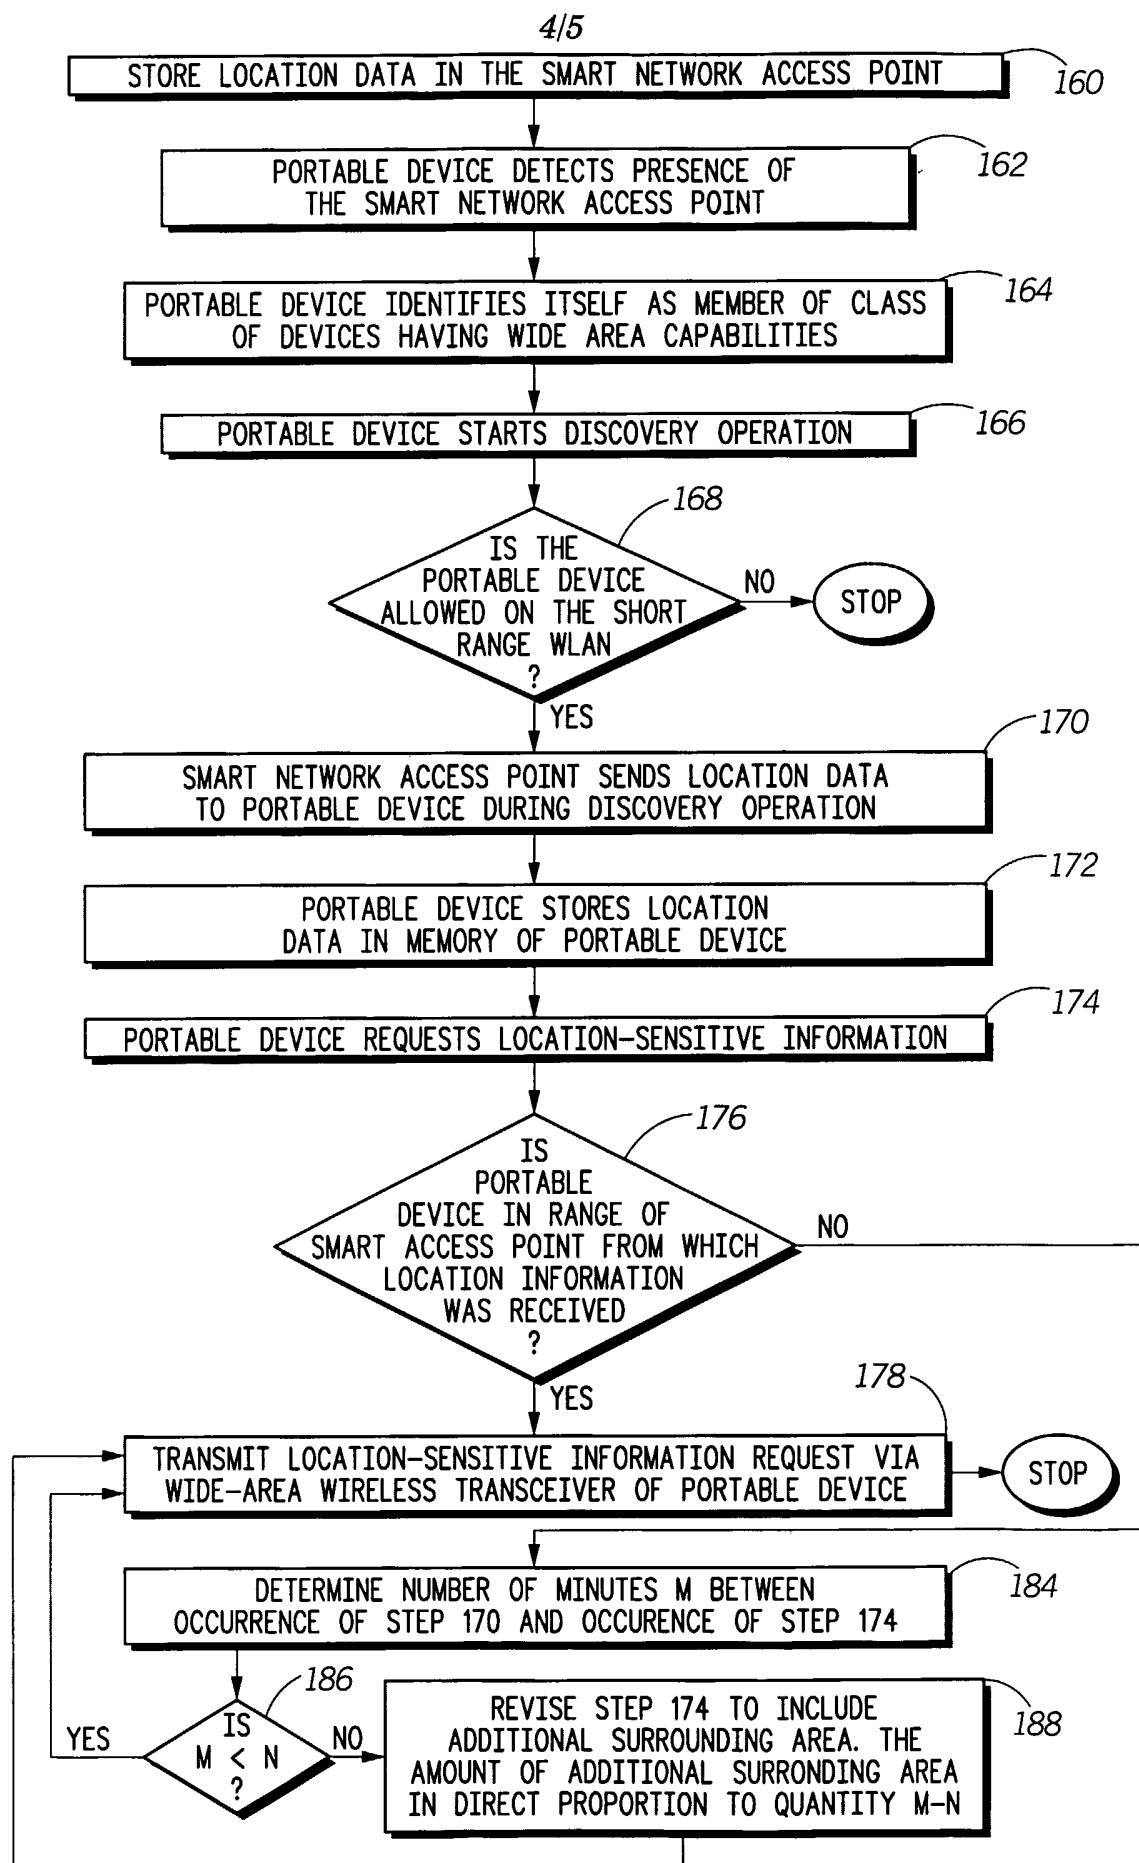 4/5
STORE LOCATION DATA IN THE SMART NETWORK ACCESS POINT
160
PORTABLE DEVICE DETECTS PRESENCE OF
THE SMART NETWORK ACCESS POINT
162
PORTABLE DEVICE IDENTIFIES ITSELF AS MEMBER OF CLASS
OF DEVICES HAVING WIDE AREA CAPABILITIES
164
PORTABLE DEVICE STARTS DISCOVERY OPERATION
166
168
IS THE
PORTABLE DEVICE
ALLOWED ON THE SHORT
RANGE WLAN
?
NO
STOP
YES
170
SMART NETWORK ACCESS POINT SENDS LOCATION DATA
TO PORTABLE DEVICE DURING DISCOVERY OPERATION
172
PORTABLE DEVICE STORES LOCATION
DATA IN MEMORY OF PORTABLE DEVICE
174
PORTABLE DEVICE REQUESTS LOCATION-SENSITIVE INFORMATION
176
IS
PORTABLE
DEVICE IN RANGE OF
SMART ACCESS POINT FROM WHICH
LOCATION INFORMATION
WAS RECEIVED
?
NO
YES
178
TRANSMIT LOCATION-SENSITIVE INFORMATION REQUEST VIA
WIDE-AREA WIRELESS TRANSCEIVER OF PORTABLE DEVICE
STOP
DETERMINE NUMBER OF MINUTES M BETWEEN
OCCURRENCE OF STEP 170 AND OCCURENCE OF STEP 174
184
186
IS
M < N
?
YES
NO
REVISE STEP 174 TO INCLUDE
ADDITIONAL SURROUNDING AREA. THE
AMOUNT OF ADDITIONAL SURRONDING AREA
IN DIRECT PROPORTION TO QUANTITY M-N
188